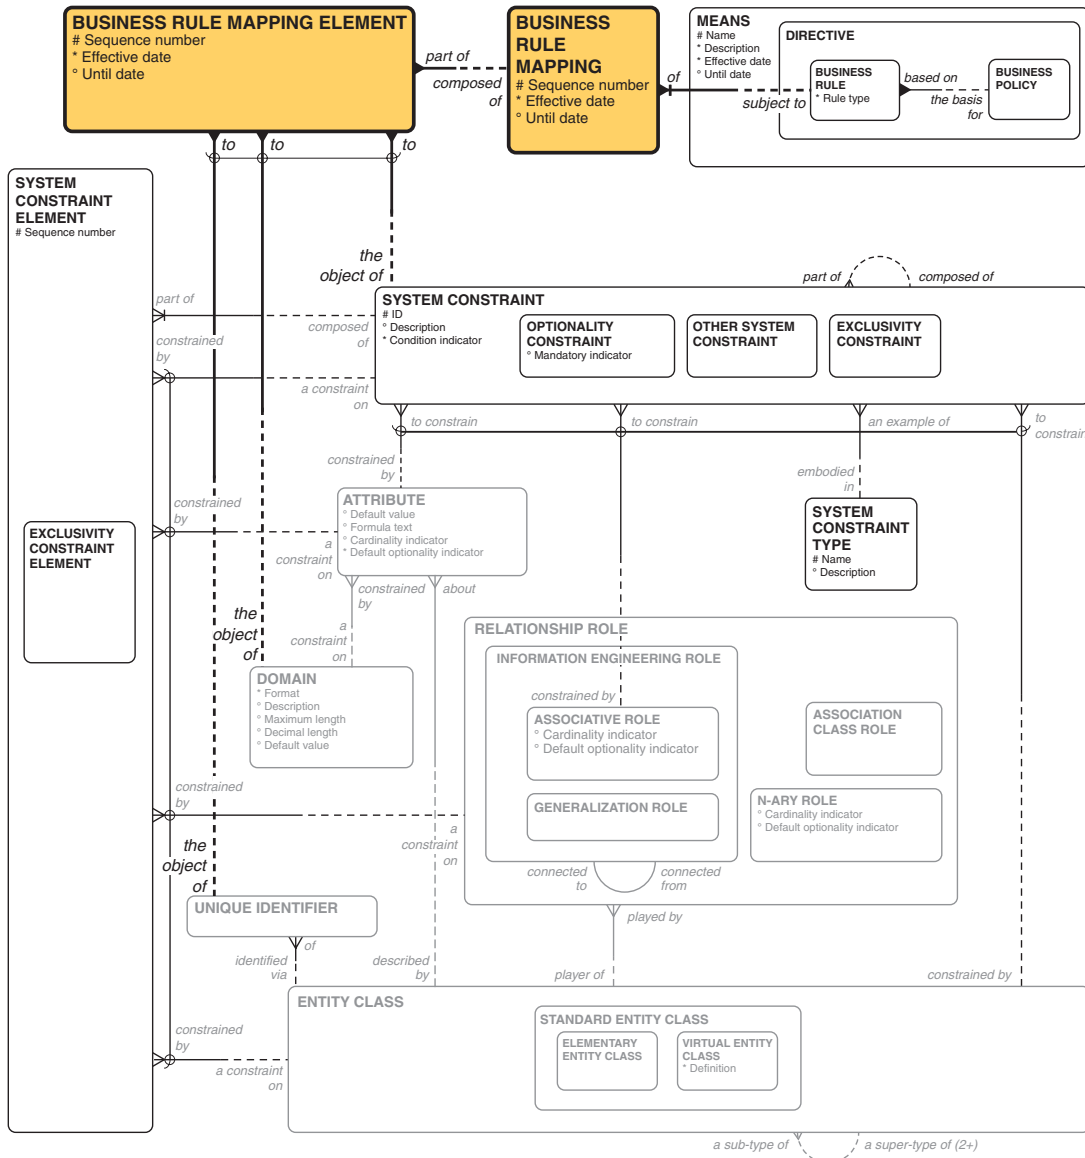 BUSINESS RULE MAPPING ELEMENT
# Sequence number
* Effective date
° Until date
part of
composed
of
BUSINESS
RULE
MAPPING
# Sequence number
* Effective date
° Until date
of
subject to
MEANS
# Name
* Description
* Effective date
° Until date
DIRECTIVE
BUSINESS
RULE
* Rule type
based on
the basis
for
BUSINESS
POLICY
to
to
to
SYSTEM
CONSTRAINT
ELEMENT
# Sequence number
the
object of
part of
composed of
part of
composed
of
constrained
by
a constraint
on
SYSTEM CONSTRAINT
# ID
° Description
* Condition indicator
OPTIONALITY
CONSTRAINT
° Mandatory indicator
OTHER SYSTEM
CONSTRAINT
EXCLUSIVITY
CONSTRAINT
to constrain
to constrain
an example of
to
constrain
constrained
by
embodied
in
SYSTEM
CONSTRAINT
TYPE
# Name
° Description
constrained
by
a
constraint
on
ATTRIBUTE
° Default value
° Formula text
° Cardinality indicator
* Default optionality indicator
EXCLUSIVITY
CONSTRAINT
ELEMENT
constrained
by
about
a
constraint
on
the
object
of
DOMAIN
* Format
° Description
° Maximum length
° Decimal length
° Default value
RELATIONSHIP ROLE
INFORMATION ENGINEERING ROLE
constrained by
ASSOCIATIVE ROLE
° Cardinality indicator
° Default optionality indicator
GENERALIZATION ROLE
ASSOCIATION
CLASS ROLE
N-ARY ROLE
° Cardinality indicator
° Default optionality indicator
connected
to
connected
from
constrained
by
a
constraint
on
the
object
of
UNIQUE IDENTIFIER
of
identified
via
described
by
played by
player of
constrained by
ENTITY CLASS
STANDARD ENTITY CLASS
ELEMENTARY
ENTITY CLASS
VIRTUAL ENTITY
CLASS
* Definition
constrained
by
a constraint
on
a sub-type of
a super-type of (2+)